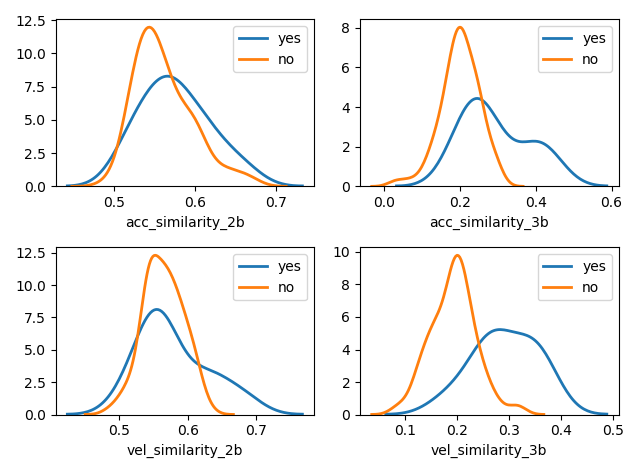 12.5
10.0
7.5
5.0
2.5
0.0
yes
no
0.5 0.6 0.7
acc_similarity_2b
8
6
4
2
0
yes
no
0.0 0.2 0.4 0.6
acc_similarity_3b
12.5
10.0
7.5
5.0
2.5
0.0
yes
no
0.5 0.6 0.7
vel_similarity_2b
10
8
6
4
2
0
yes
no
0.1 0.2 0.3 0.4 0.5
vel_similarity_3b